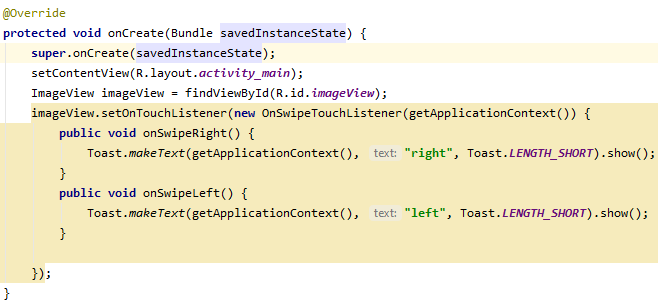 @Override
protected void onCreate(Bundle savedInstanceState) {
    super.onCreate(savedInstanceState);
    setContentView(R.layout.activity_main);
    ImageView imageView = findViewById(R.id.imageView);
    imageView.setOnTouchListener(new OnSwipeTouchListener(getApplicationContext()) {
        public void onSwipeRight() {
            Toast.makeText(getApplicationContext(), text: "right", Toast.LENGTH_SHORT).show();
        }
        public void onSwipeLeft() {
            Toast.makeText(getApplicationContext(), text: "left", Toast.LENGTH_SHORT).show();
        }
    });
}